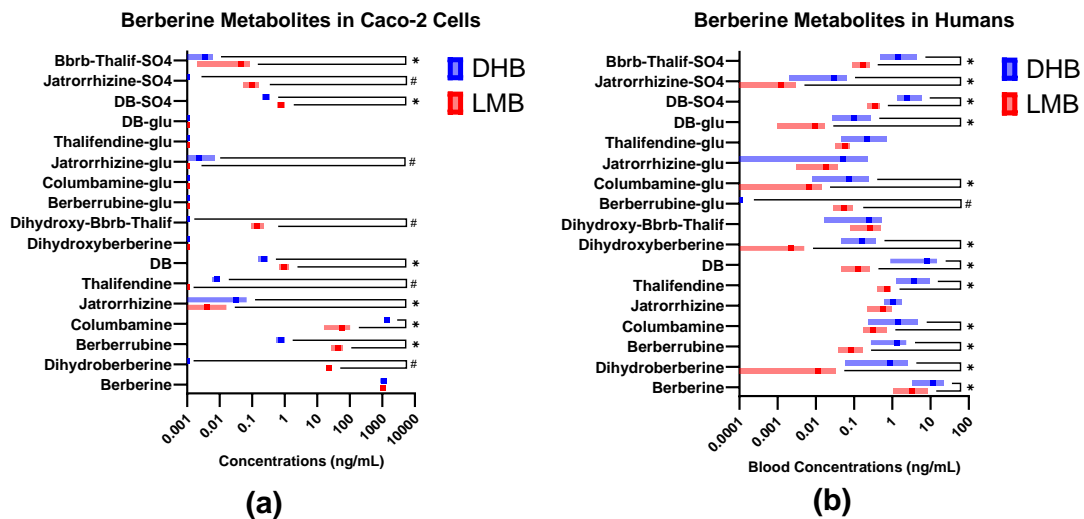 Berberine Metabolites in Caco-2 Cells
Bbrb-Thalif-SO4
Jatrorrhizine-SO4
DB-SO4
DB-glu
Thalifendine-glu
Jatrorrhizine-glu
Columbamine-glu
Berberrubine-glu
Dihydroxy-Bbrb-Thalif
Dihydroxyberberine
DB
Thalifendine
Jatrorrhizine
Columbamine
Berberrubine
Dihydroberberine
Berberine
*
#
*
#
#
*
#
*
*
*
#
DHB
LMB
0.001
0.01
0.1
1
10
100
1000
10000
Concentrations (ng/mL)
(a)
Berberine Metabolites in Humans
Bbrb-Thalif-SO4
Jatrorrhizine-SO4
DB-SO4
DB-glu
Thalifendine-glu
Jatrorrhizine-glu
Columbamine-glu
Berberrubine-glu
Dihydroxy-Bbrb-Thalif
Dihydroxyberberine
DB
Thalifendine
Jatrorrhizine
Columbamine
Berberrubine
Dihydroberberine
Berberine
*
*
*
*
*
#
*
*
*
*
*
*
*
DHB
LMB
0.0001
0.001
0.01
0.1
1
10
100
Blood Concentrations (ng/mL)
(b)